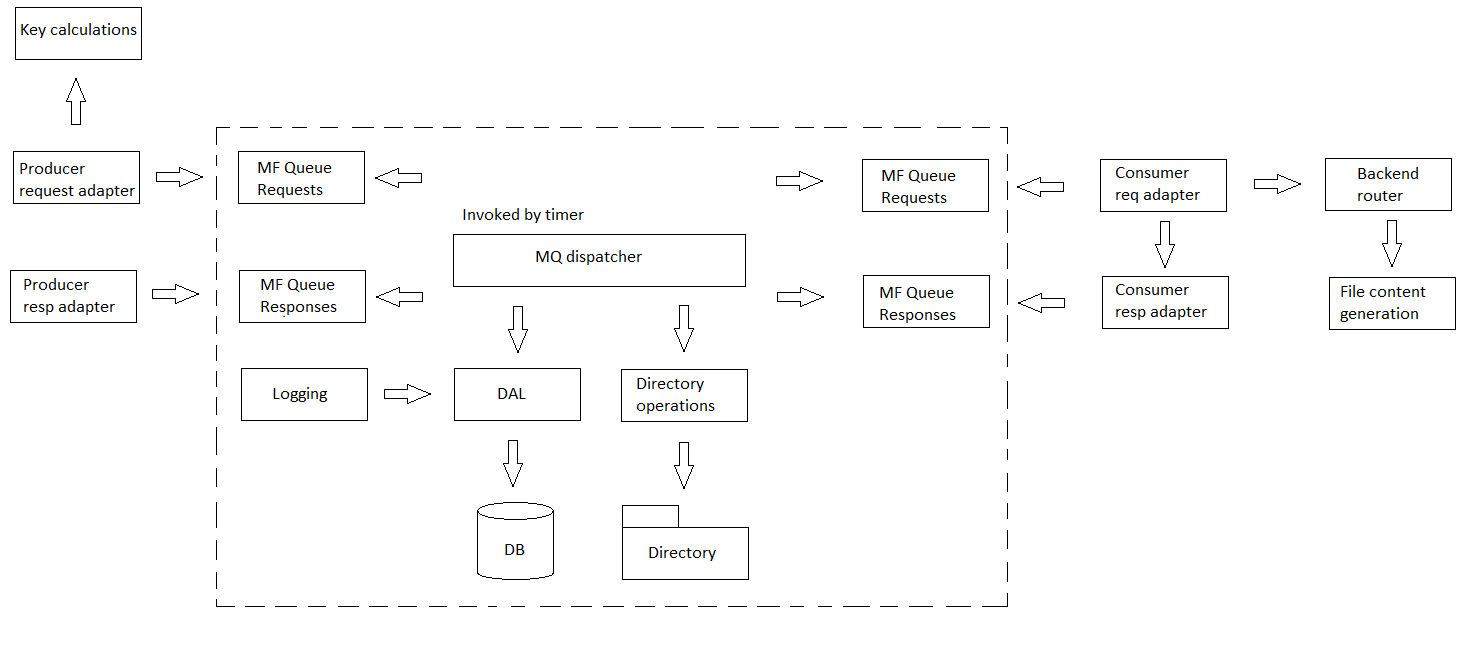 Key calculations
Producer
request adapter
MF Queue
Requests
MF Queue
Requests
Consumer
req adapter
Backend
router
Invoked by timer
MQ dispatcher
Producer
resp adapter
MF Queue
Responses
MF Queue
Responses
Consumer
resp adapter
File content
generation
Logging
DAL
Directory
operations
DB
Directory